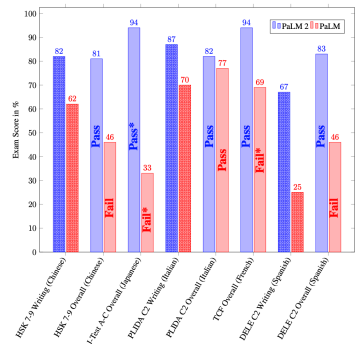 PaLM 2 PaLM
100
90
80
70
60
50
40
30
20
10
0
Exam Score in %
82 62
81 46
94 33
87 70
82 77
94 69
67 25
83 46
Pass Fail
Pass* Fail*
Pass Pass
Pass Fail*
Pass Fail
HSK 7-9 Writing (Chinese)
HSK 7-9 Overall (Chinese)
J-Test A-C Overall (Japanese)
PLIDA C2 Writing (Italian)
PLIDA C2 Overall (Italian)
TCF Overall (French)
DELE C2 Writing (Spanish)
DELE C2 Overall (Spanish)